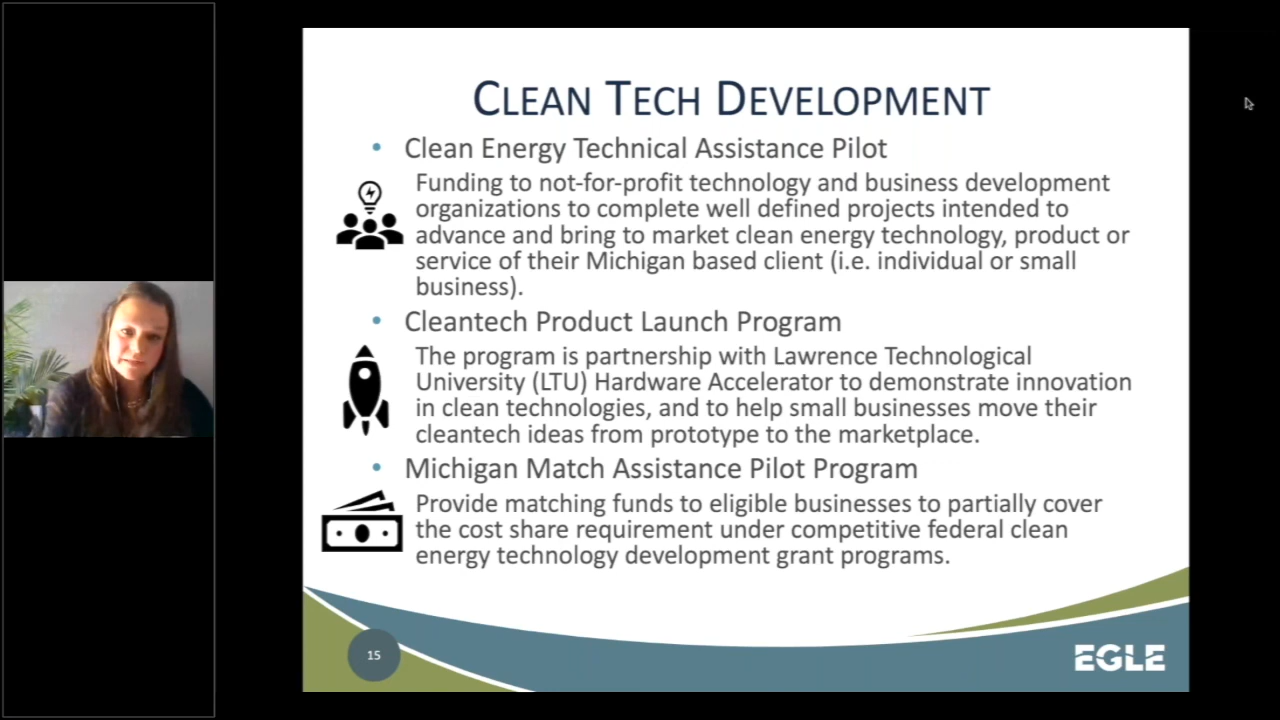 CLEAN TECH DEVELOPMENT
• Clean Energy Technical Assistance Pilot
Funding to not-for-profit technology and business development
organizations to complete well defined projects intended to
advance and bring to market clean energy technology, product or
service of their Michigan based client (i.e. individual or small
business).
• Cleantech Product Launch Program
The program is partnership with Lawrence Technological
University (LTU) Hardware Accelerator to demonstrate innovation
in clean technologies, and to help small businesses move their
cleantech ideas from prototype to the marketplace.
• Michigan Match Assistance Pilot Program
Provide matching funds to eligible businesses to partially cover
the cost share requirement under competitive federal clean
energy technology development grant programs.
15
EGLE